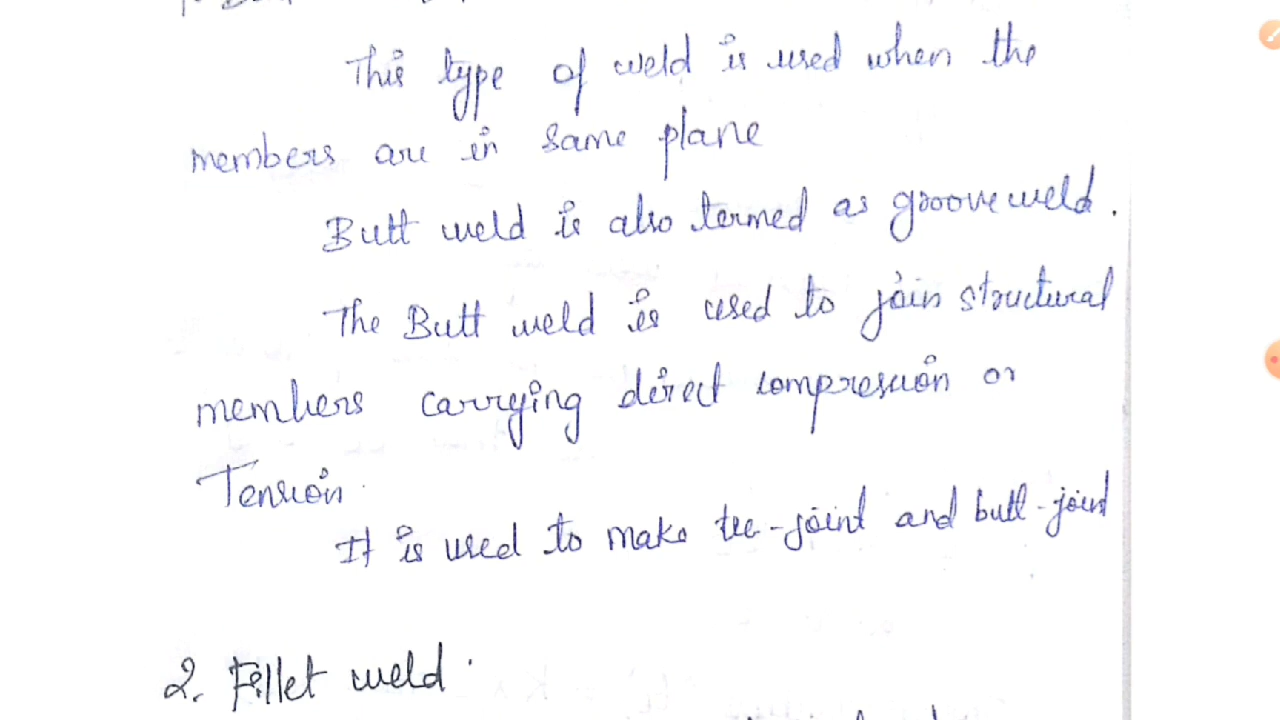 This type of weld is used when the
members are in same plane
Butt weld is also termed as groove weld.
The Butt weld is used to join structural
members carrying direct compression or
Tension.
It is used to make tee-joint and butt-joint
2. Fillet weld.